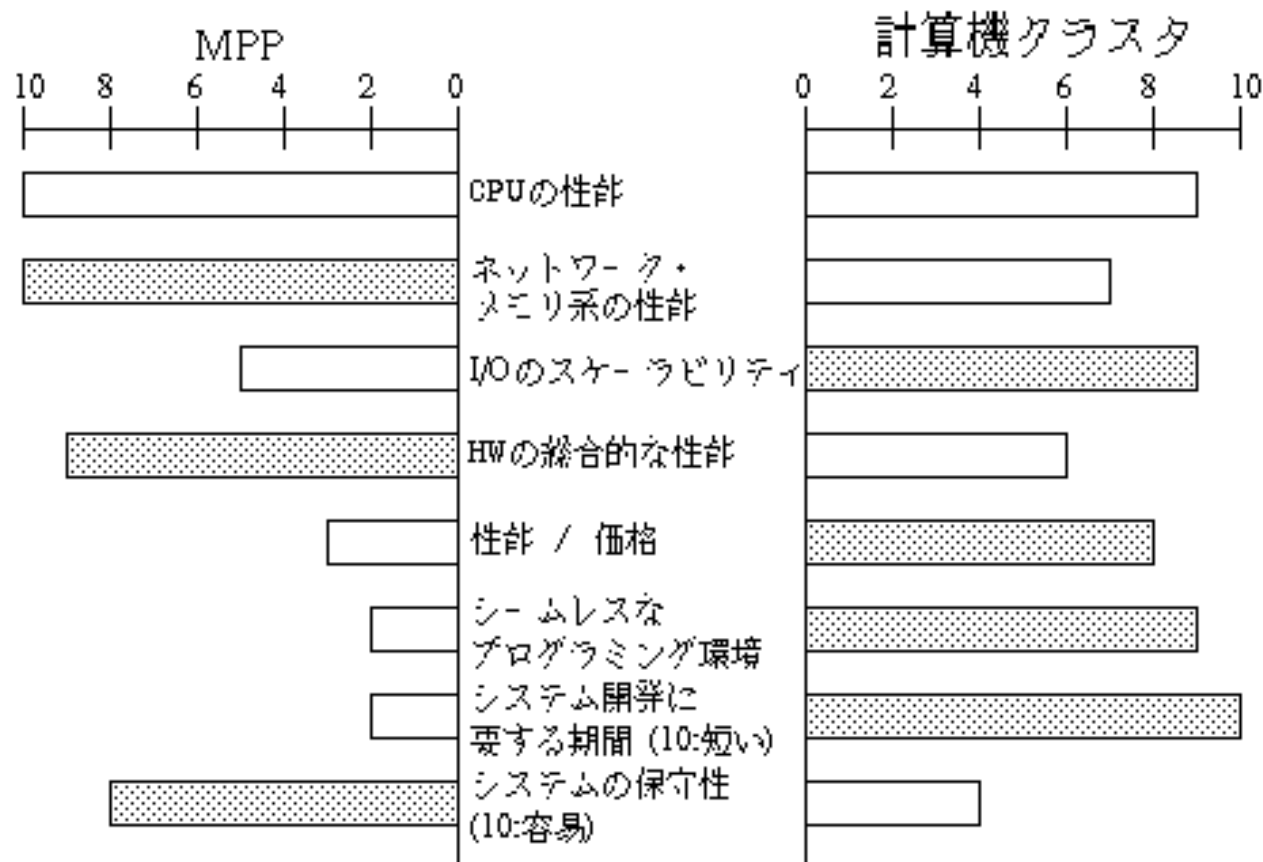 MPP
計算機クラスタ
10 8 6 4 2 0
0 2 4 6 8 10
CPUの性能
ネットワーク・
メモリ系の性能
I/Oのスケーラビリティ
HWの総合的な性能
性能 / 価格
シームレスな
プログラミング環境
システム開発に
要する期間 (10:短い)
システムの保守性
(10:容易)